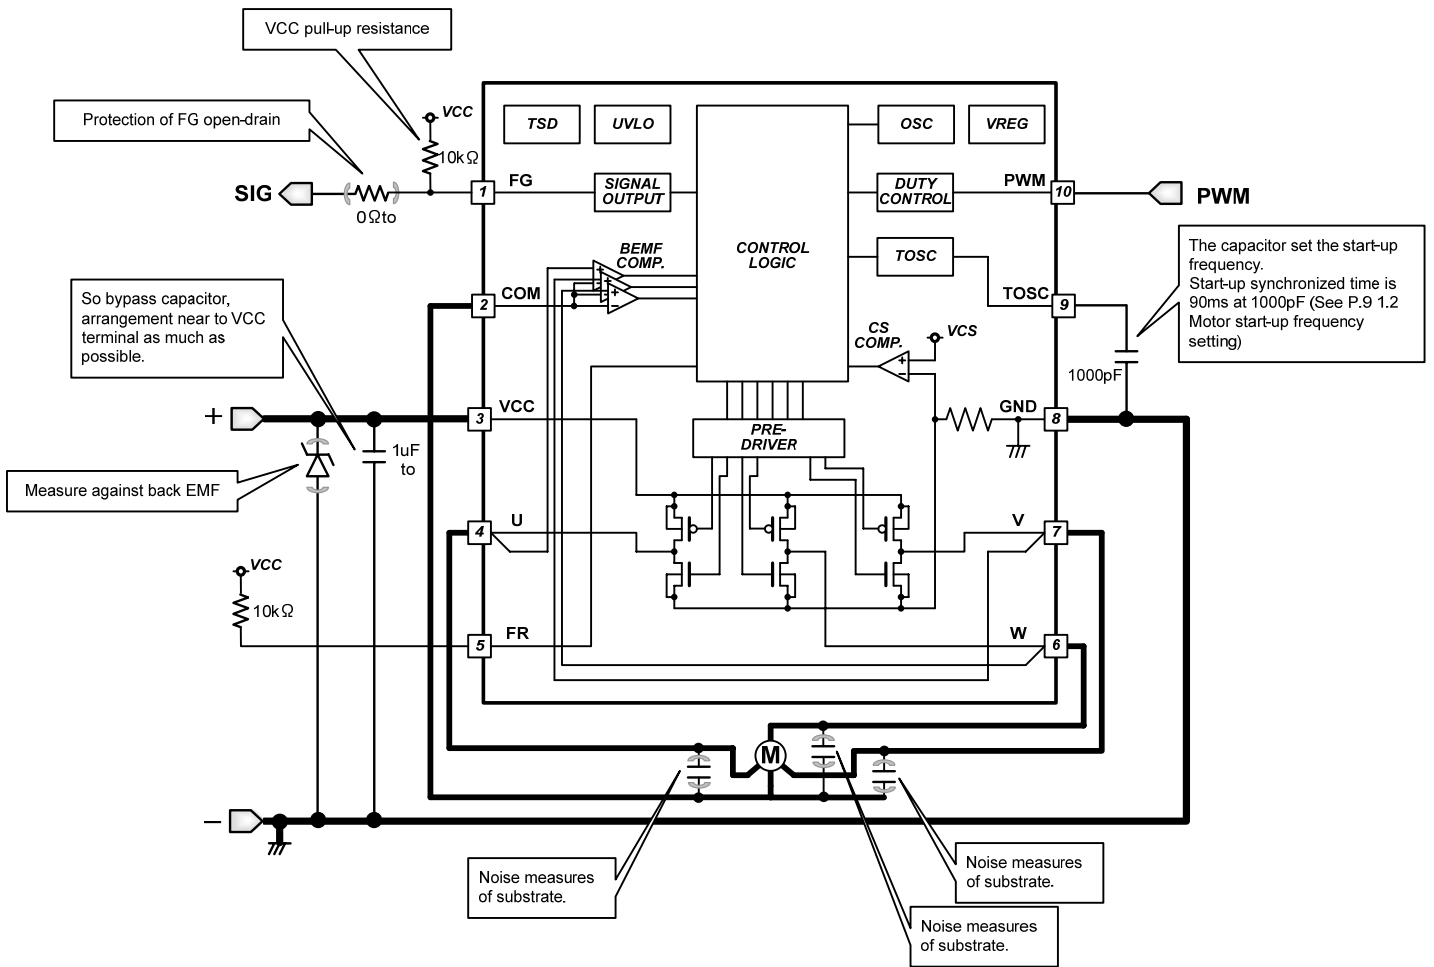 VCC pull-up resistance
Protection of FG open-drain
VCC
10kΩ
SIG
0Ωto
1
FG
TSD
UVLO
OSC
VREG
SIGNAL
OUTPUT
CONTROL
LOGIC
DUTY
CONTROL
PWM
10
PWM
TOSC
BEMF
COMP.
+
+
+
−
2
COM
TOSC
9
The capacitor set the start-up
frequency.
Start-up synchronized time is
90ms at 1000pF (See P.9 1.2
Motor start-up frequency
setting)
1000pF
So bypass capacitor,
arrangement near to VCC
terminal as much as
possible.
CS
COMP.
VCS
+
−
+
3
VCC
GND
8
PRE-
DRIVER
1uF
to
Measure against back EMF
4
U
V
7
VCC
10kΩ
5
FR
W
6
M
−
Noise measures
of substrate.
Noise measures
of substrate.
Noise measures
of substrate.